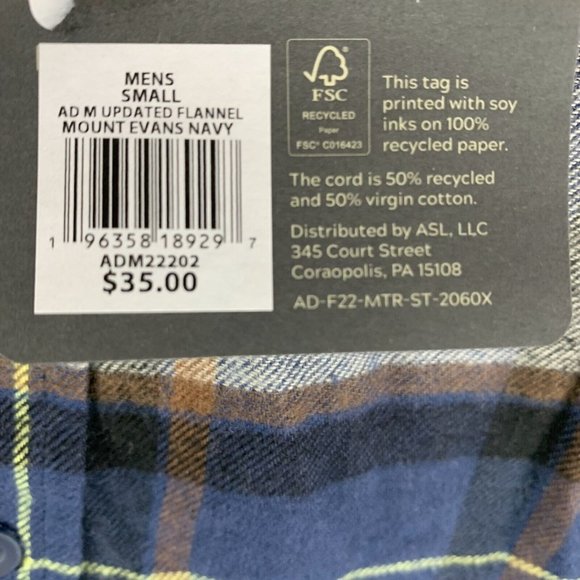 MENS
SMALL
AD M UPDATED FLANNEL
MOUNT EVANS NAVY
1 96358 18929 7
ADM22202
$35.00
FSC
RECYCLED
Paper
FSC® C016423
This tag is
printed with soy
inks on 100%
recycled paper.
The cord is 50% recycled
and 50% virgin cotton.
Distributed by ASL, LLC
345 Court Street
Coraopolis, PA 15108
AD-F22-MTR-ST-2060X